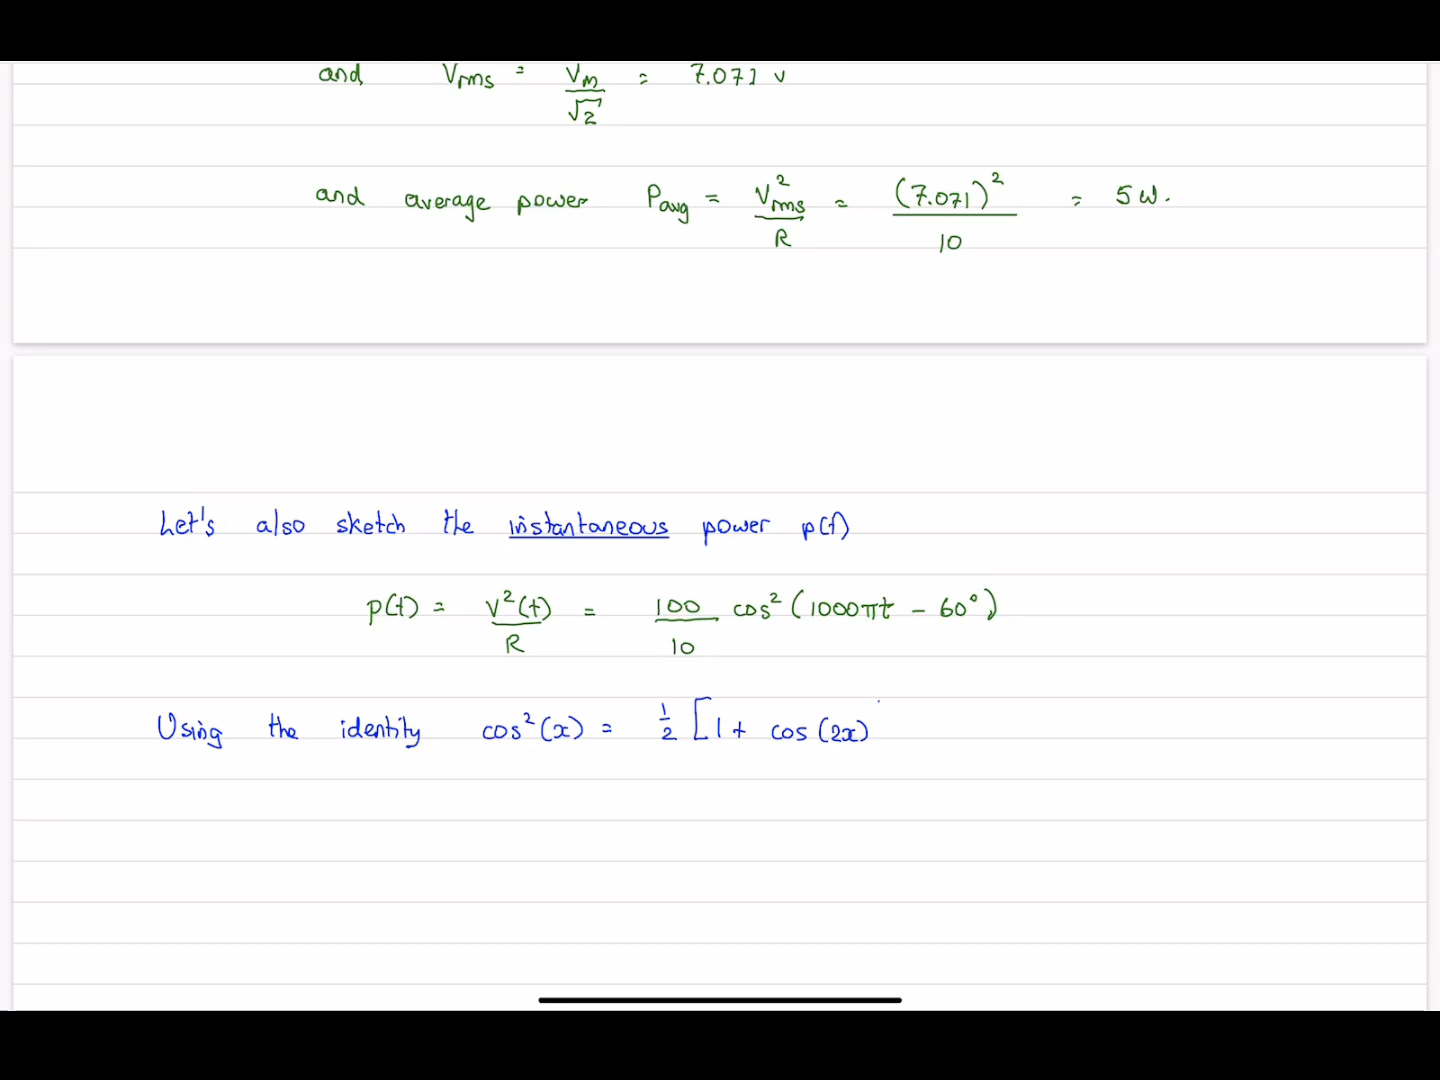 and Vrms = VM/√2 = 7.071 V
and average power Pavg = V²rms/R = (7.071)²/10 = 5 W.
Let's also sketch the instantaneous power p(t)
p(t) = V²(t)/R = 100/10 cos²(1000πt - 60°)
Using the identity cos²(x) = 1/2 [1 + cos(2x)